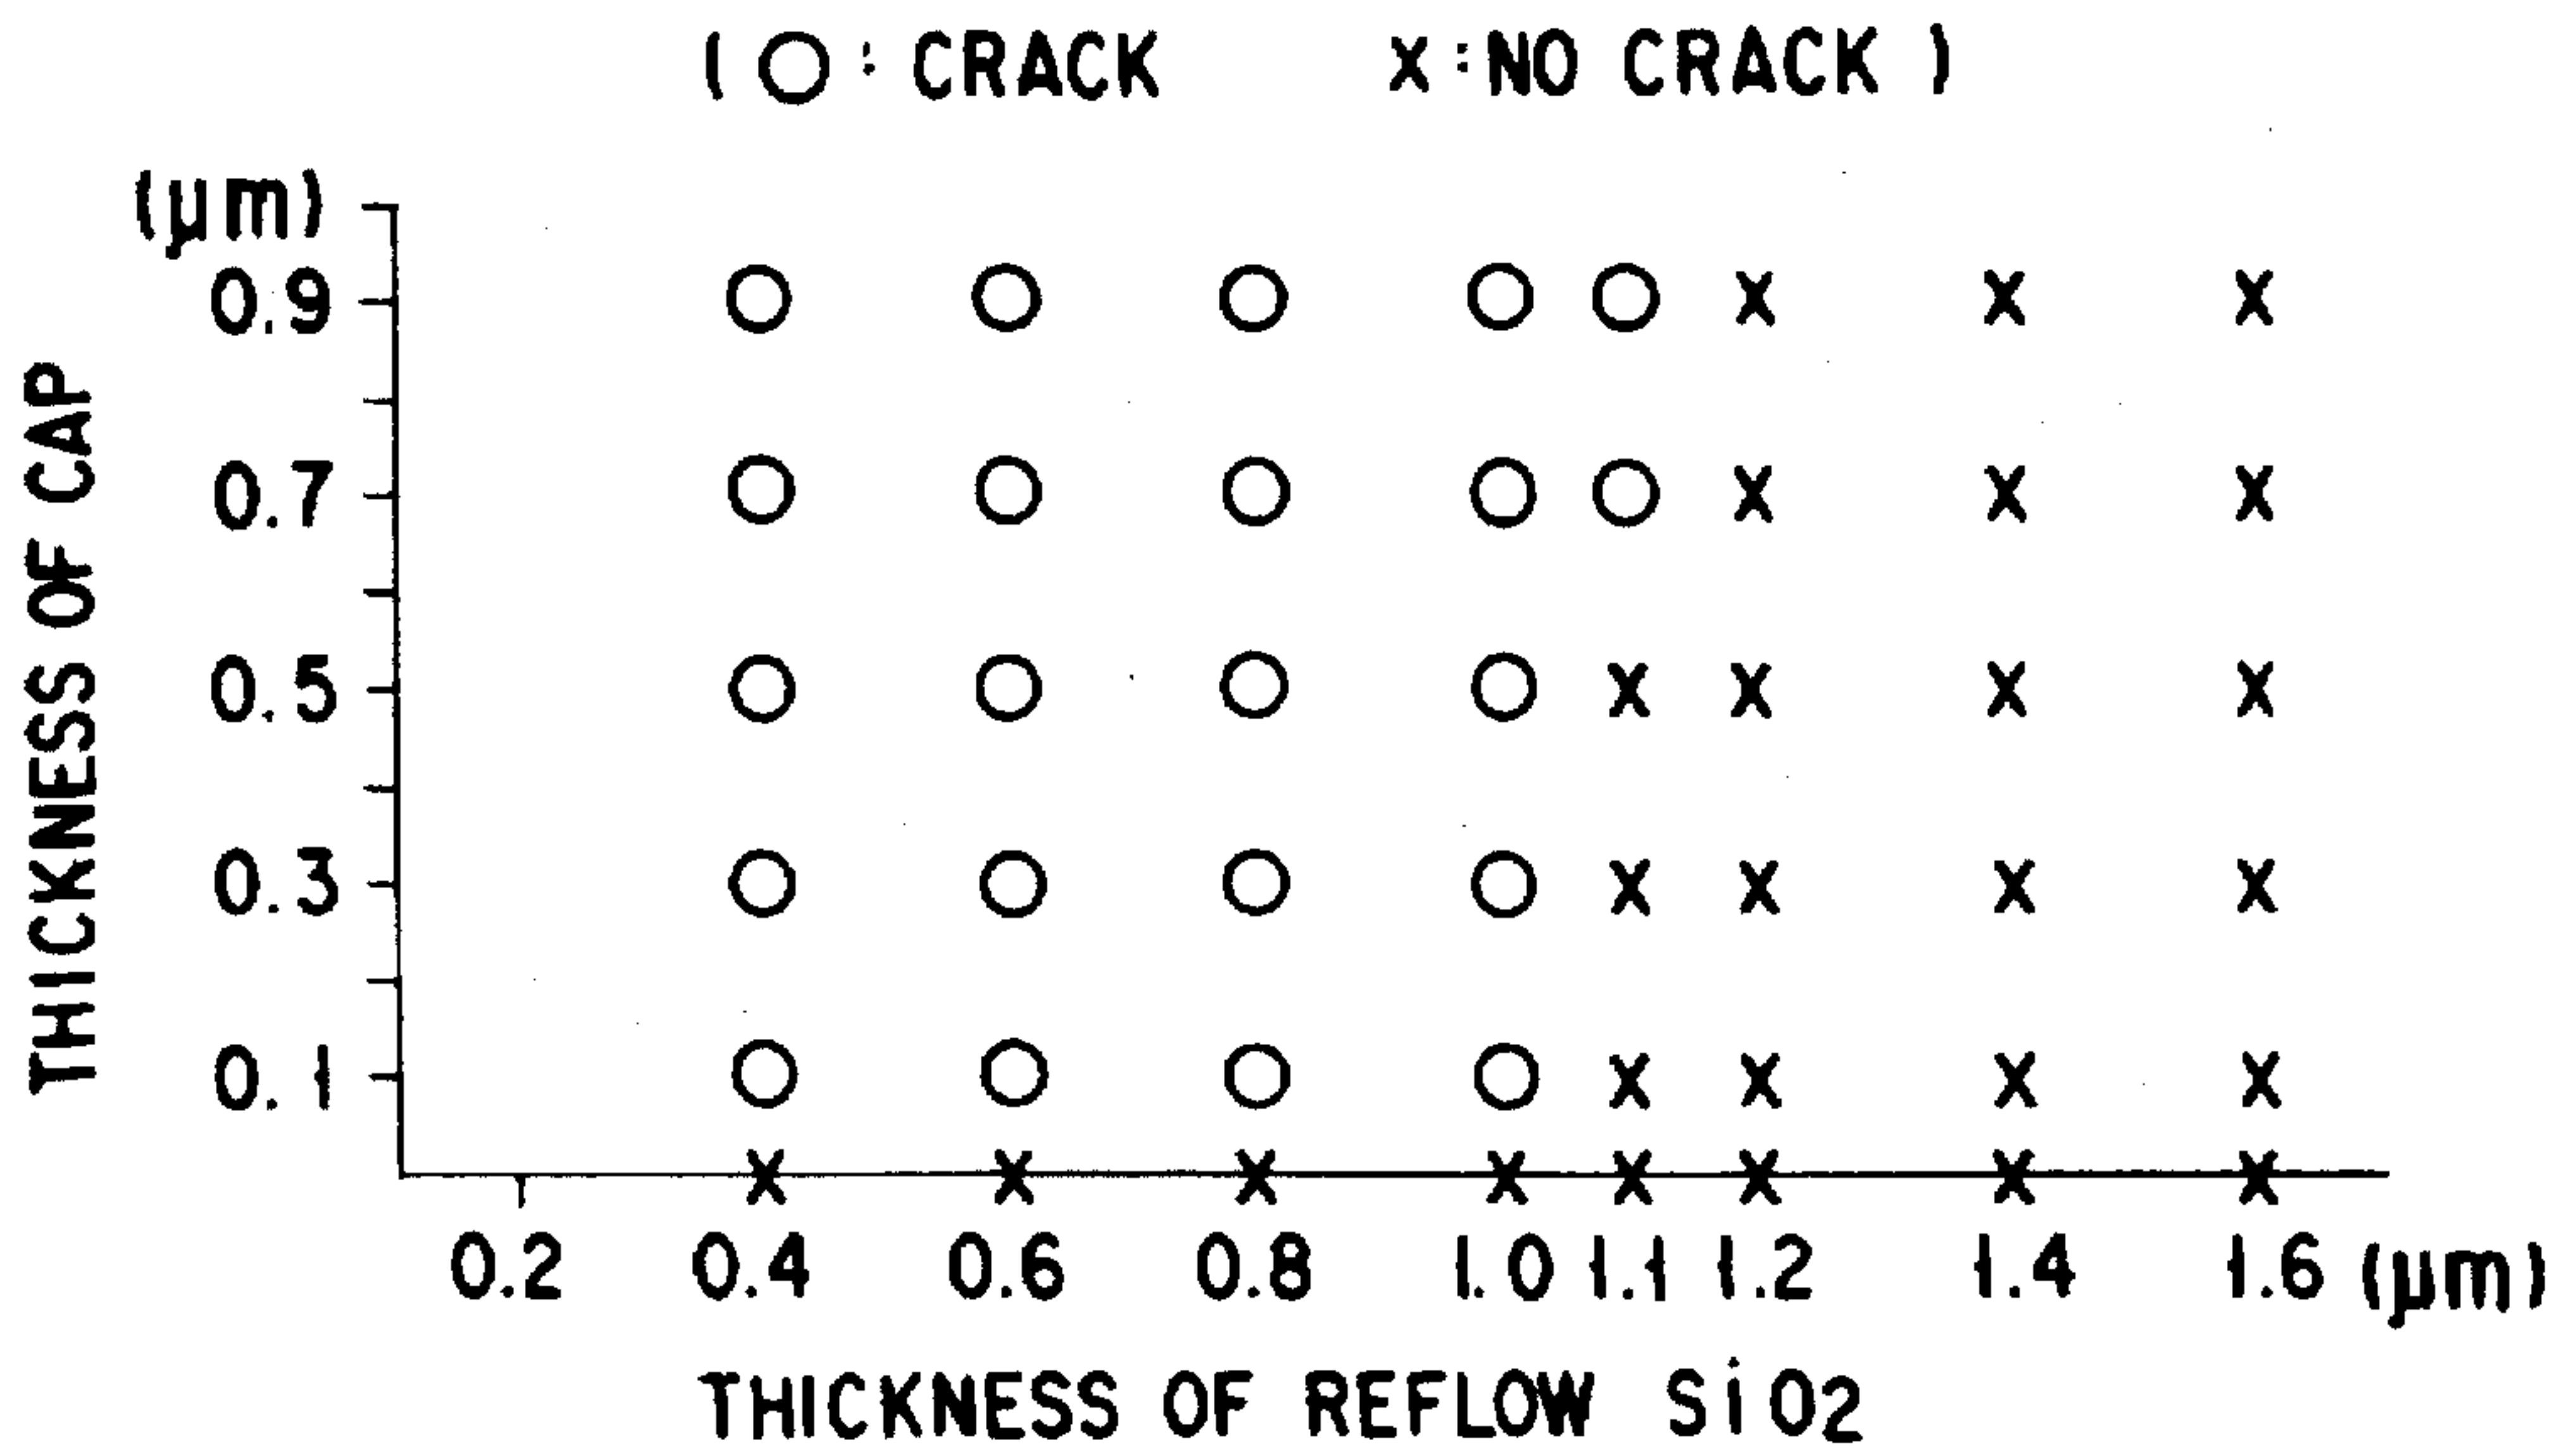 ( O : CRACK X : NO CRACK )
(μm)
0.9
0.7
0.5
0.3
0.1
THICKNESS OF CAP
0.2 0.4 0.6 0.8 1.0 1.1 1.2 1.4 1.6 (μm)
THICKNESS OF REFLOW SiO2